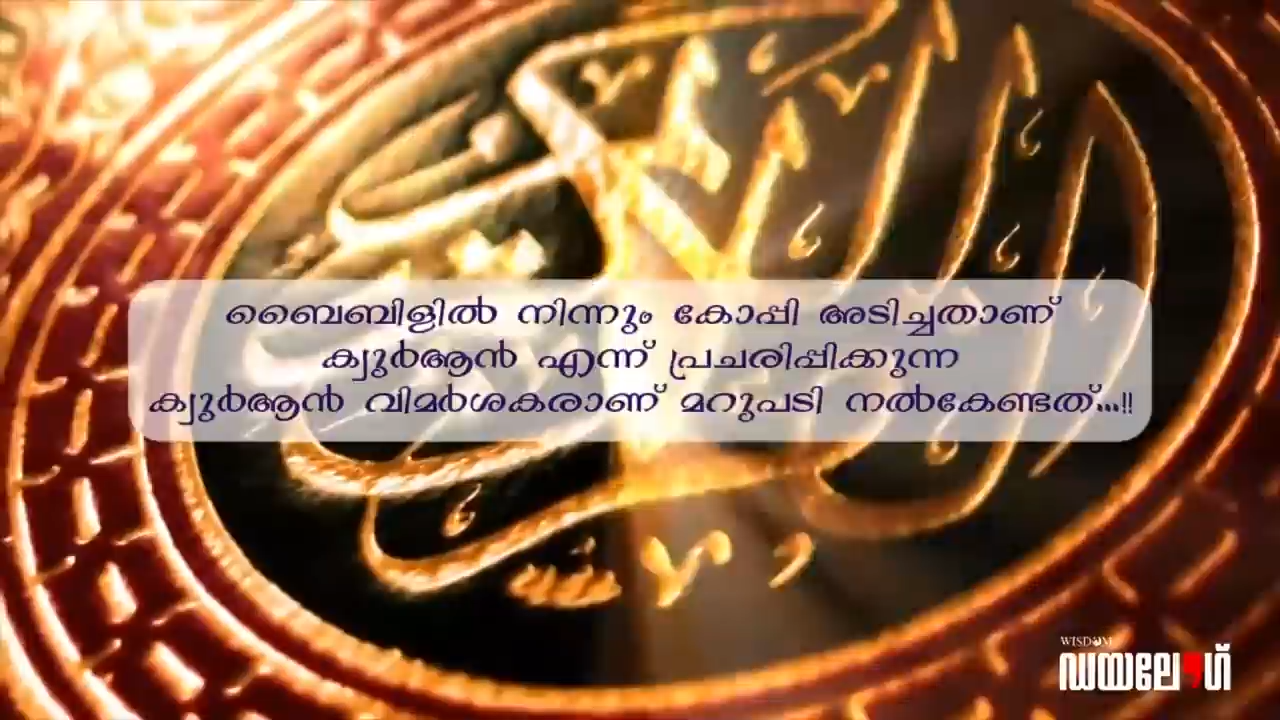 ബൈബിളിൽ നിന്നും കോപ്പി അടിച്ചതാണ്
ക്വുർആൻ എന്ന് പ്രചരിപ്പിക്കുന്ന
ക്വുർആൻ വിമർശകരാണ് മറുപടി നൽകേണ്ടത്...!!
WISDOM
ഡയലോഗ്